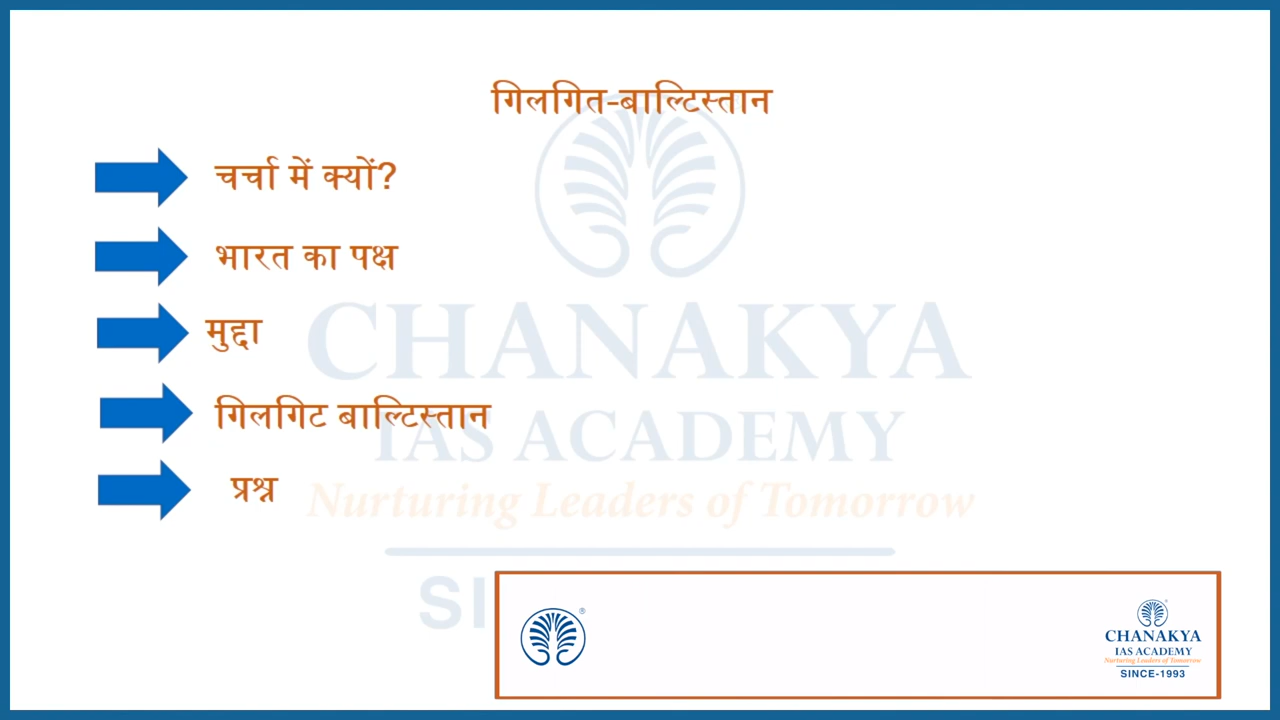 गिलगित-बाल्टिस्तान
चर्चा में क्यों?
भारत का पक्ष
मुद्दा
गिलगिट बाल्टिस्तान
प्रश्न
CHANAKYA
IAS ACADEMY
Nurturing Leaders of Tomorrow
SI
®
CHANAKYA
IAS ACADEMY
Nurturing Leaders of Tomorrow
SINCE-1993